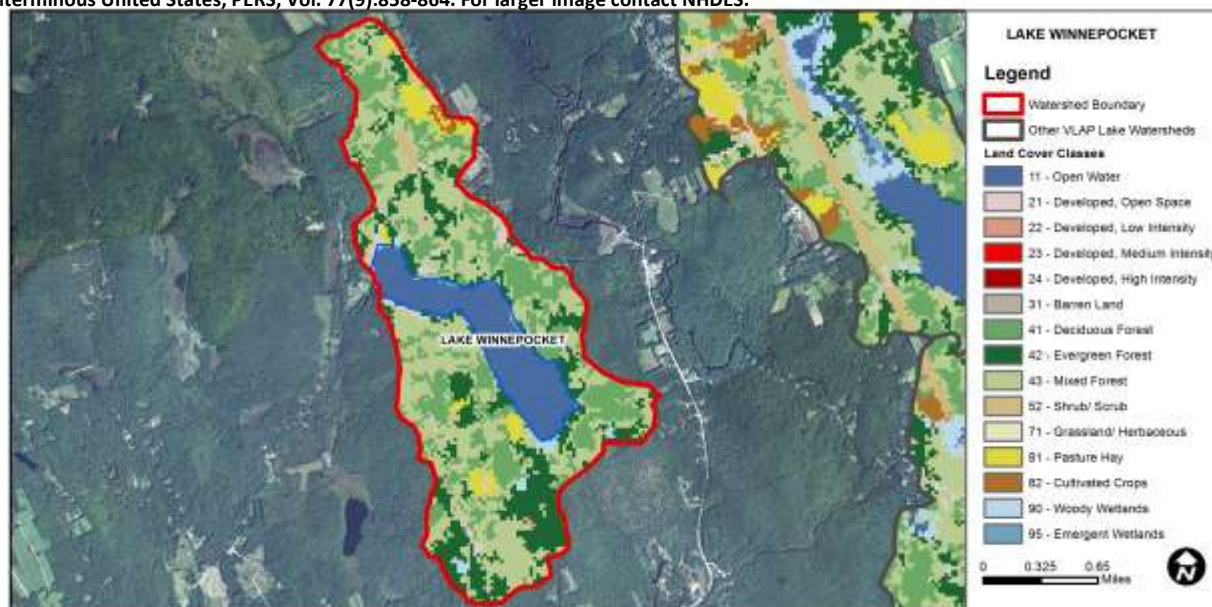 nterminous United States, PERS, Vol. 77(9):858-864. For larger image contact NHDES.
LAKE WINNEPOCKET
Legend
Watershed Boundary
Other VLAP Lake Watersheds
Land Cover Classes
11 - Open Water
21 - Developed, Open Space
22 - Developed, Low Intensity
23 - Developed, Medium Intensity
24 - Developed, High Intensity
31 - Barren Land
41 - Deciduous Forest
42 - Evergreen Forest
43 - Mixed Forest
52 - Shrub/ Scrub
71 - Grassland/ Herbaceous
81 - Pasture Hay
82 - Cultivated Crops
90 - Woody Wetlands
95 - Emergent Wetlands
0 0.325 0.65
Miles
N
LAKE WINNEPOCKET